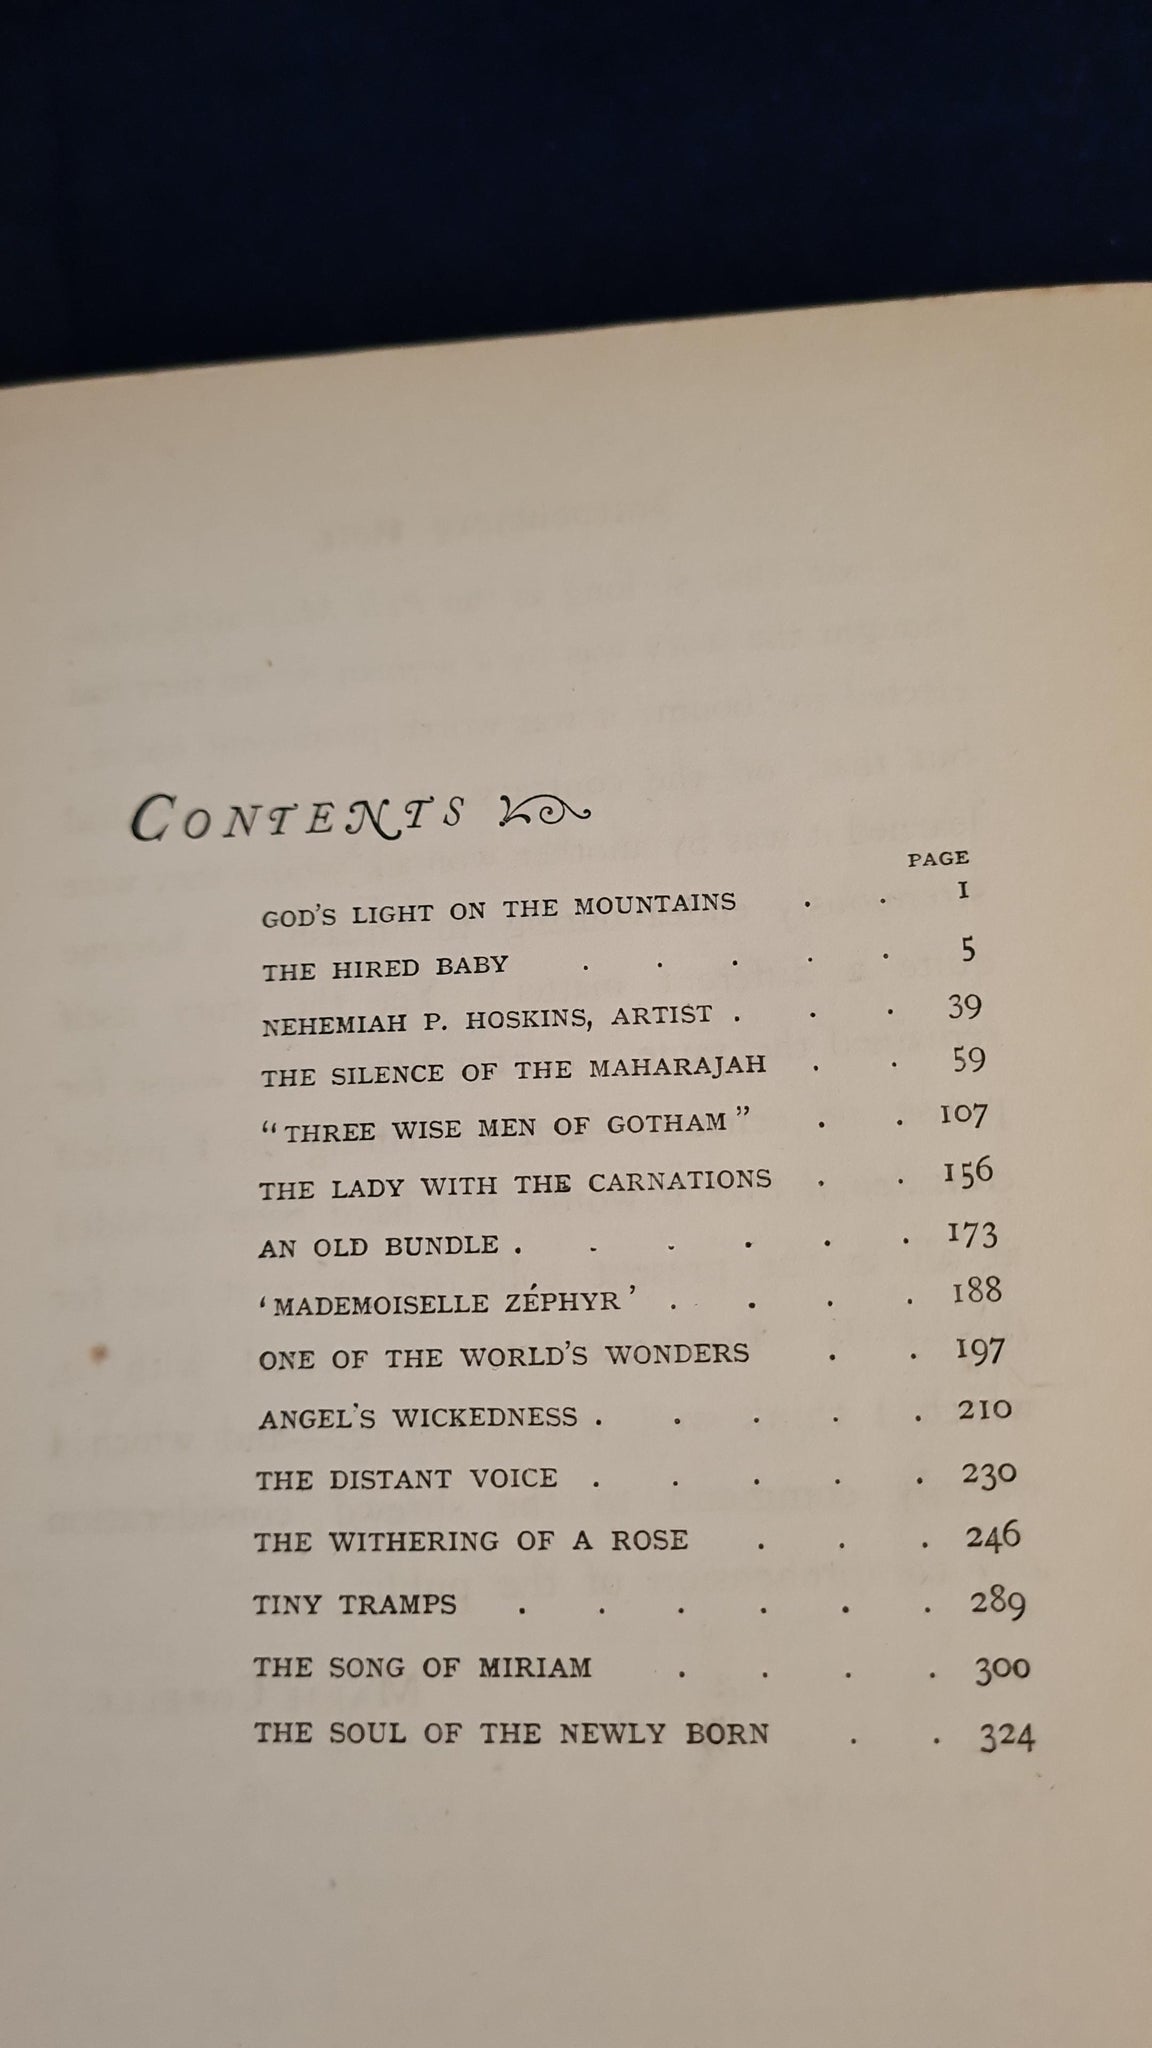 CONTENTS
PAGE
GOD'S LIGHT ON THE MOUNTAINS . . 1
THE HIRED BABY . . . . . 5
NEHEMIAH P. HOSKINS, ARTIST . . . 39
THE SILENCE OF THE MAHARAJAH . . 59
"THREE WISE MEN OF GOTHAM" . . 107
THE LADY WITH THE CARNATIONS . . 156
AN OLD BUNDLE . . . . . . 173
'MADEMOISELLE ZÉPHYR' . . . . 188
ONE OF THE WORLD'S WONDERS . . 197
ANGEL'S WICKEDNESS . . . . . 210
THE DISTANT VOICE . . . . . 230
THE WITHERING OF A ROSE . . . 246
TINY TRAMPS . . . . . . 289
THE SONG OF MIRIAM . . . . 300
THE SOUL OF THE NEWLY BORN . . 324